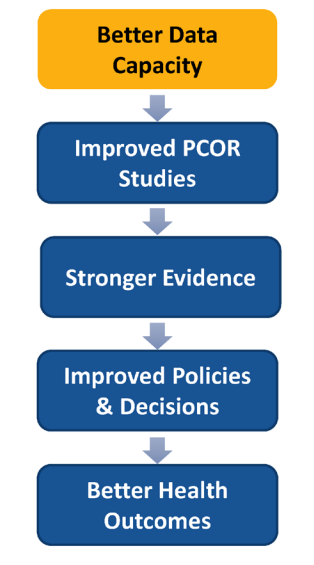 Better Data
Capacity
Improved PCOR
Studies
Stronger Evidence
Improved Policies
& Decisions
Better Health
Outcomes